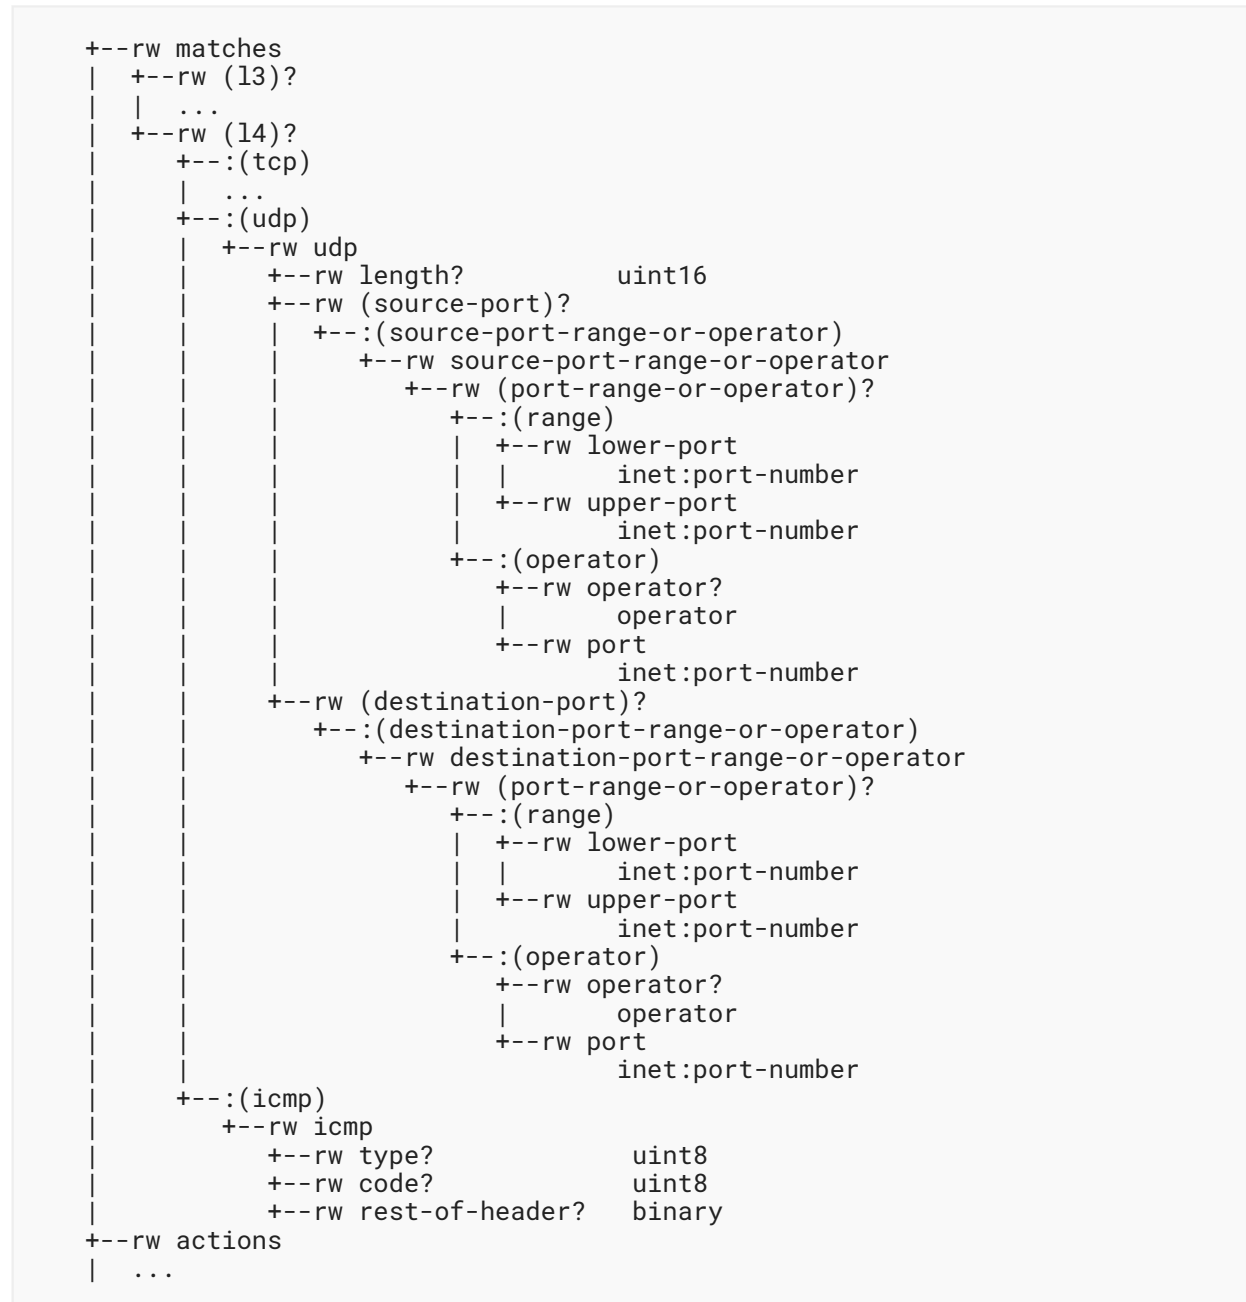 +--rw matches
|  +--rw (l3)?
|  |  ...
|  +--rw (l4)?
|     +--:(tcp)
|     |  ...
|     +--:(udp)
|     |  +--rw udp
|     |     +--rw length?          uint16
|     |     +--rw (source-port)?
|     |     |  +--:(source-port-range-or-operator)
|     |     |     +--rw source-port-range-or-operator
|     |     |        +--rw (port-range-or-operator)?
|     |     |           +--:(range)
|     |     |           |  +--rw lower-port
|     |     |           |  |       inet:port-number
|     |     |           |  +--rw upper-port
|     |     |           |          inet:port-number
|     |     |           +--:(operator)
|     |     |              +--rw operator?
|     |     |              |       operator
|     |     |              +--rw port
|     |     |                      inet:port-number
|     |     +--rw (destination-port)?
|     |        +--:(destination-port-range-or-operator)
|     |           +--rw destination-port-range-or-operator
|     |              +--rw (port-range-or-operator)?
|     |                 +--:(range)
|     |                 |  +--rw lower-port
|     |                 |  |       inet:port-number
|     |                 |  +--rw upper-port
|     |                 |          inet:port-number
|     |                 +--:(operator)
|     |                    +--rw operator?
|     |                    |       operator
|     |                    +--rw port
|     |                            inet:port-number
|     +--:(icmp)
|        +--rw icmp
|           +--rw type?             uint8
|           +--rw code?             uint8
|           +--rw rest-of-header?   binary
+--rw actions
|  ...